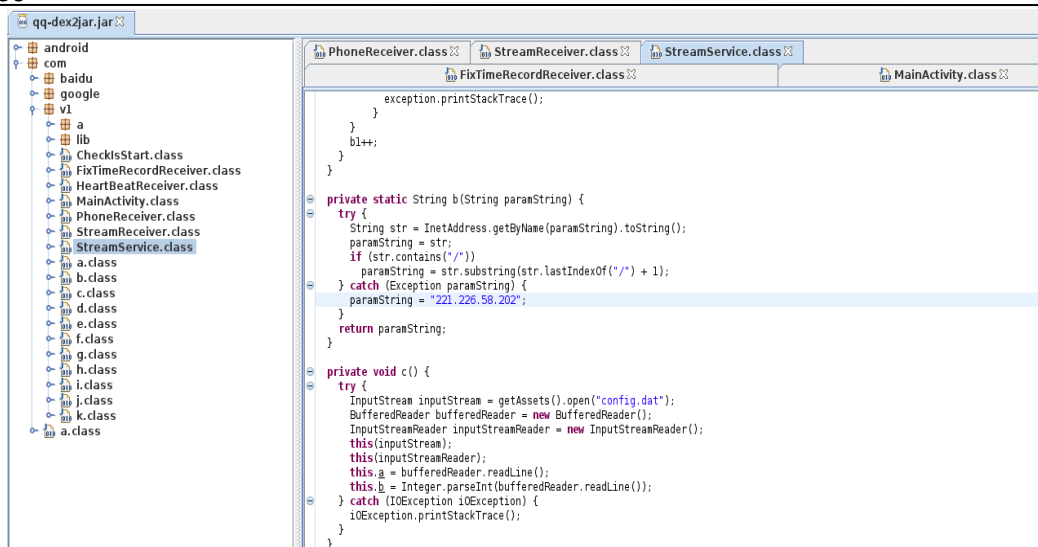 qq-dex2jar.jar
android
com
baidu
google
v1
a
lib
CheckIsStart.class
FixTimeRecordReceiver.class
HeartBeatReceiver.class
MainActivity.class
PhoneReceiver.class
StreamReceiver.class
StreamService.class
a.class
b.class
c.class
d.class
e.class
f.class
g.class
h.class
i.class
j.class
k.class
a.class
PhoneReceiver.class StreamReceiver.class StreamService.class
FixTimeRecordReceiver.class MainActivity.class
exception.printStackTrace();
}
}
b1++;
}
}
private static String b(String paramString) {
try {
String str = InetAddress.getByName(paramString).toString();
paramString = str;
if (str.contains("/"))
paramString = str.substring(str.lastIndexOf("/") + 1);
} catch (Exception paramString) {
paramString = "221.226.58.202";
}
return paramString;
}
private void c() {
try {
InputStream inputStream = getAssets().open("config.dat");
BufferedReader bufferedReader = new BufferedReader();
InputStreamReader inputStreamReader = new InputStreamReader();
this(inputStream);
this(inputStreamReader);
this.a = bufferedReader.readLine();
this.b = Integer.parseInt(bufferedReader.readLine());
} catch (IOException iOException) {
iOException.printStackTrace();
}
}